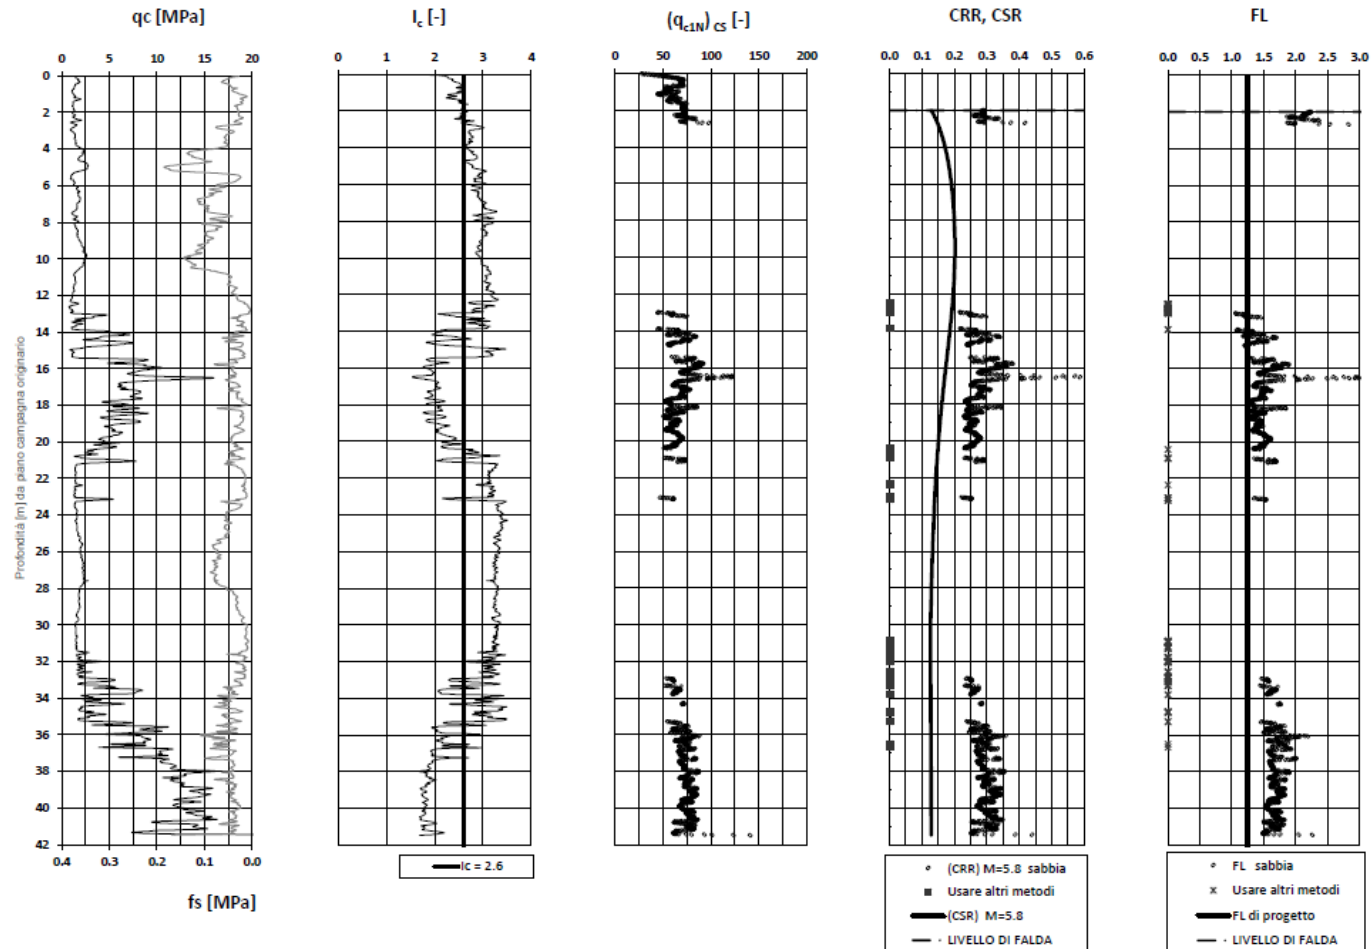 qc [MPa]
I c [-]
(q c1N ) CS [-]
CRR, CSR
FL
0 5 10 15 20
0 1 2 3 4
0 50 100 150 200
0.0 0.1 0.2 0.3 0.4 0.5 0.6
0.0 0.5 1.0 1.5 2.0 2.5 3.0
Profondità [m] da piano campagna originario
0
2
4
6
8
10
12
14
16
18
20
22
24
26
28
30
32
34
36
38
40
42
0.4 0.3 0.2 0.1 0.0
fs [MPa]
Ic = 2.6
(CRR) M=5.8 sabbia
Usare altri metodi
(CSR) M=5.8
LIVELLO DI FALDA
FL sabbia
Usare altri metodi
FL di progetto
LIVELLO DI FALDA